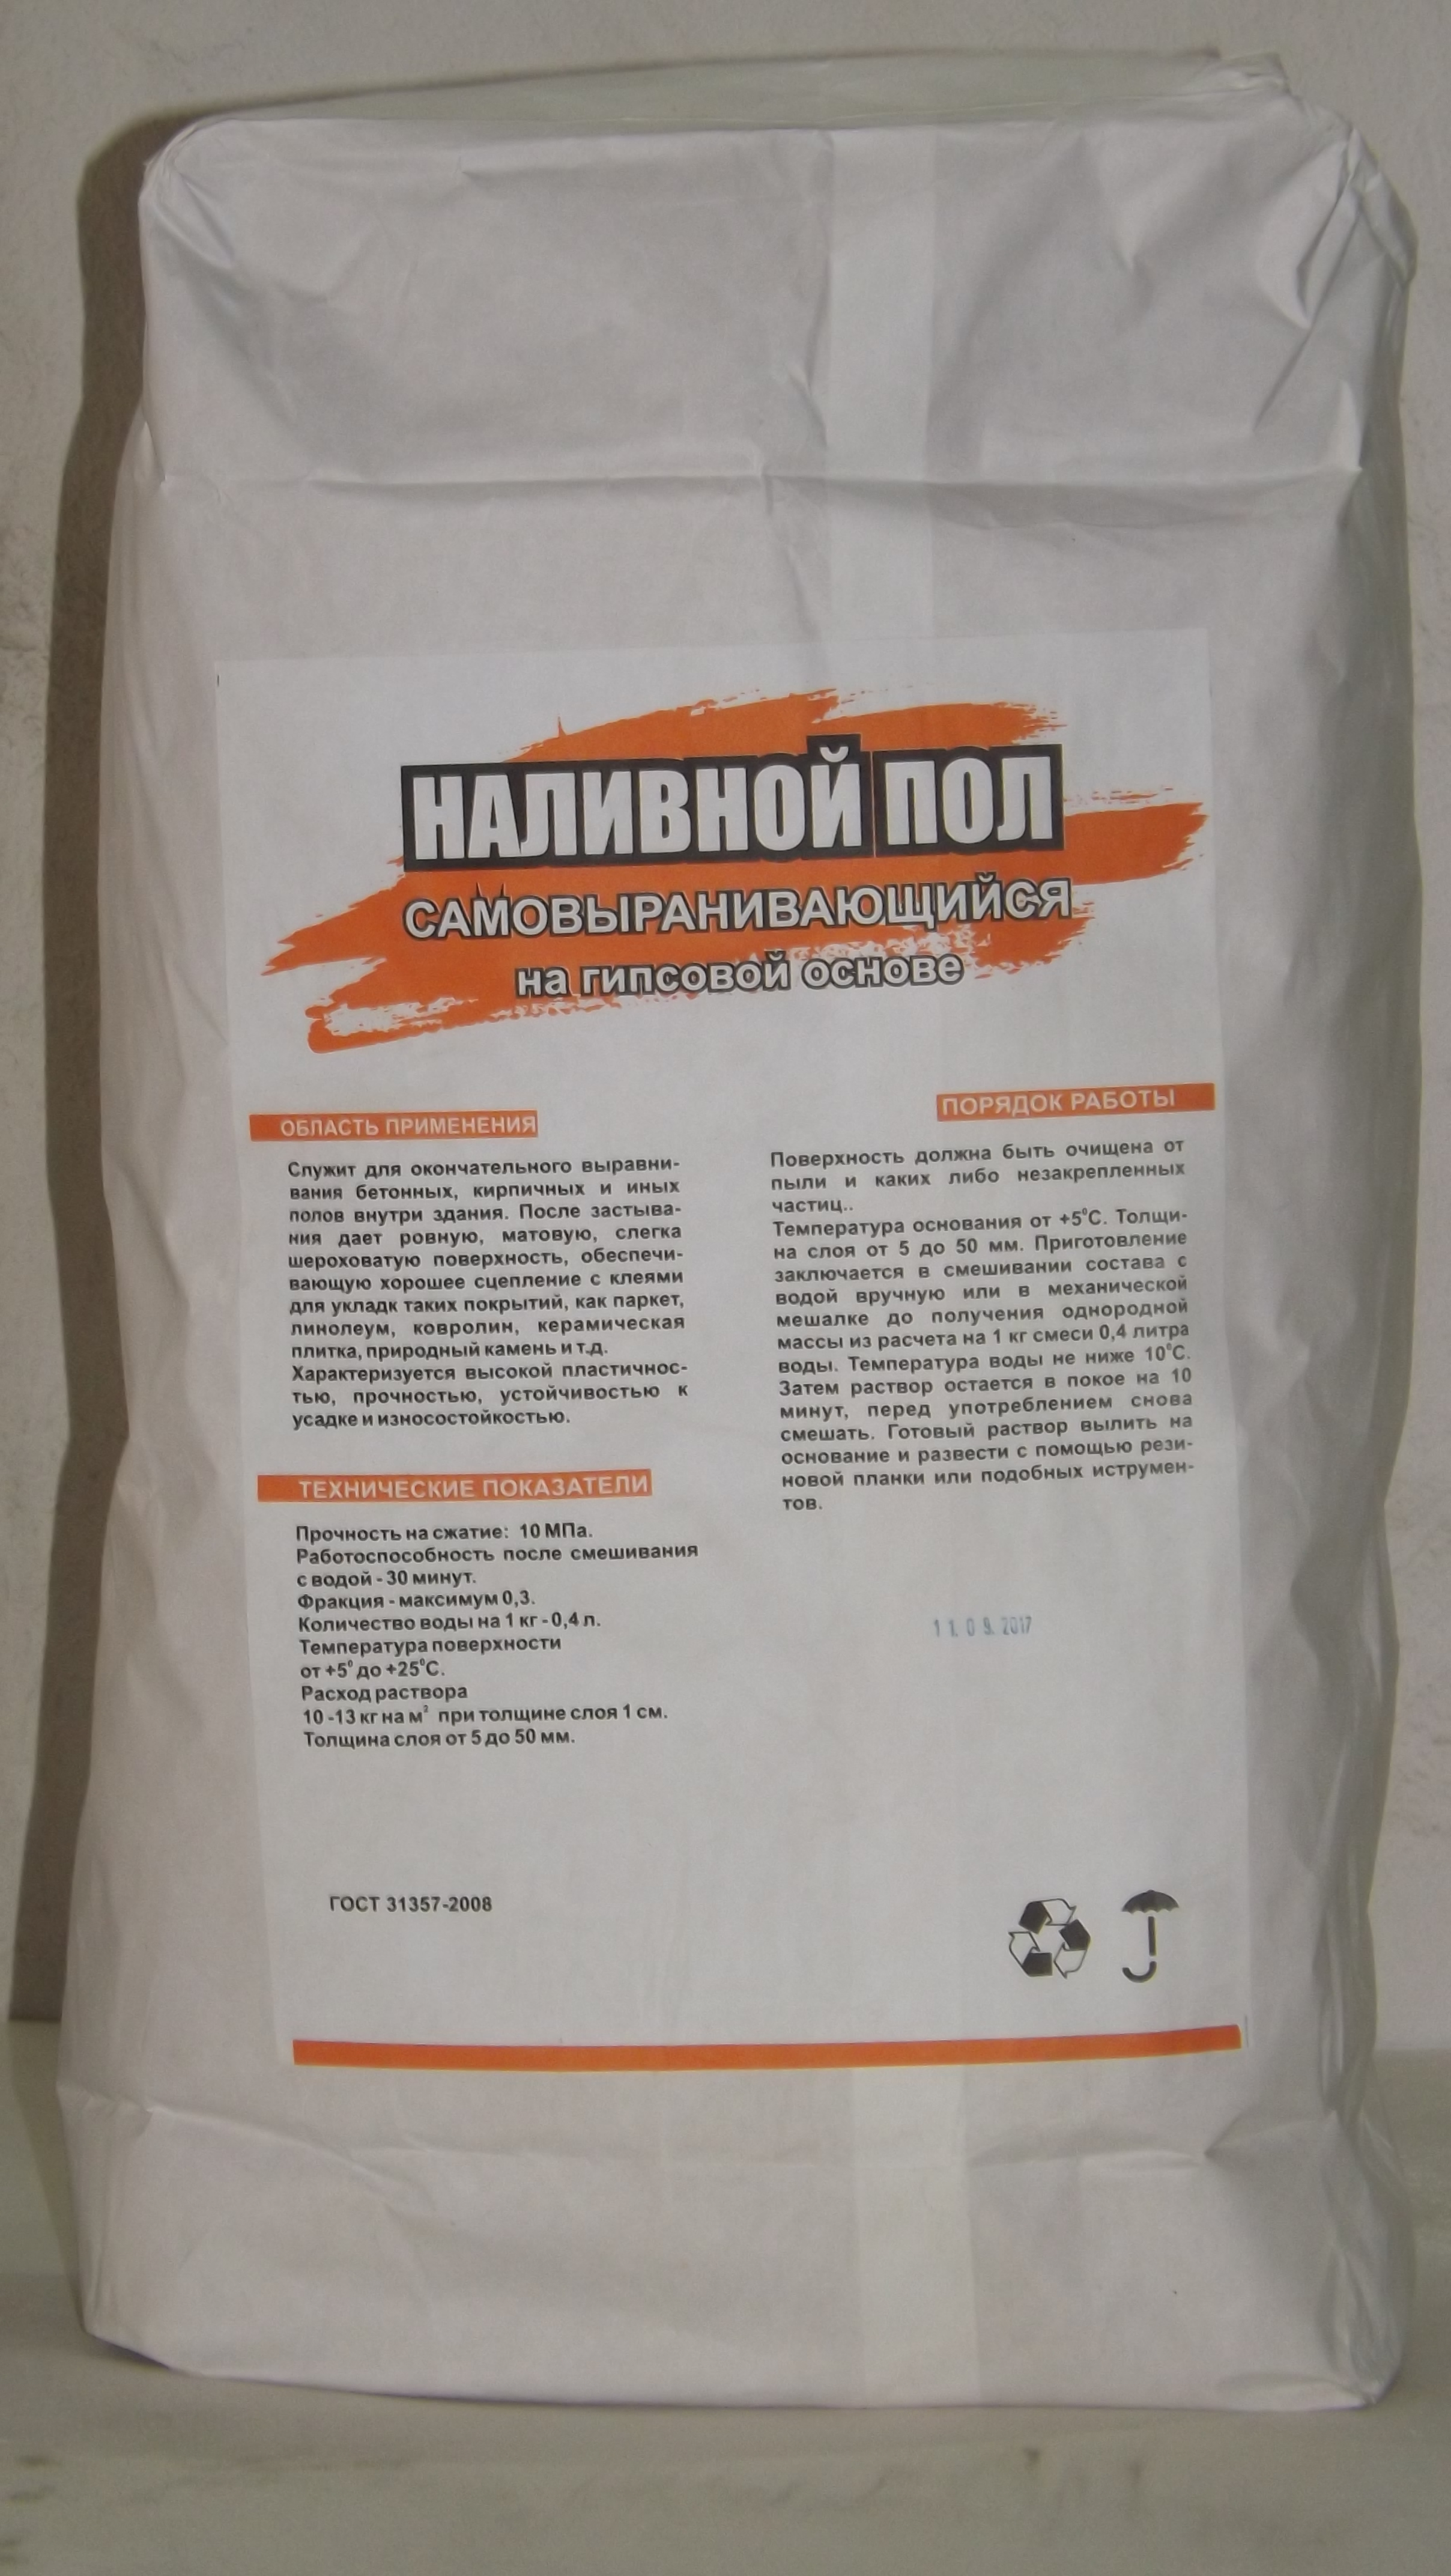 НАЛИВНОЙ ПОЛ
САМОВЫРАНИВАЮЩИЙСЯ
на гипсовой основе
ОБЛАСТЬ ПРИМЕНЕНИЯ
Служит для окончательного выравни-
вания бетонных, кирпичных и иных
полов внутри здания. После застыва-
ния дает ровную, матовую, слегка
шероховатую поверхность, обеспечи-
вающую хорошее сцепление с клеями
для укладк таких покрытий, как паркет,
линолеум, ковролин, керамическая
плитка, природный камень и т.д.
Характеризуется высокой пластичнос-
тью, прочностью, устойчивостью к
усадке и износостойкостью.
ТЕХНИЧЕСКИЕ ПОКАЗАТЕЛИ
Прочность на сжатие: 10 МПа.
Работоспособность после смешивания
с водой - 30 минут.
Фракция - максимум 0,3.
Количество воды на 1 кг - 0,4 л.
Температура поверхности
от +5° до +25°С.
Расход раствора
10 -13 кг на м² при толщине слоя 1 см.
Толщина слоя от 5 до 50 мм.
ГОСТ 31357-2008
ПОРЯДОК РАБОТЫ
Поверхность должна быть очищена от
пыли и каких либо незакрепленных
частиц..
Температура основания от +5°С. Толщи-
на слоя от 5 до 50 мм. Приготовление
заключается в смешивании состава с
водой вручную или в механической
мешалке до получения однородной
массы из расчета на 1 кг смеси 0,4 литра
воды. Температура воды не ниже 10°С.
Затем раствор остается в покое на 10
минут, перед употреблением снова
смешать. Готовый раствор вылить на
основание и развести с помощью рези-
новой планки или подобных иструмен-
тов.
11.09.2017